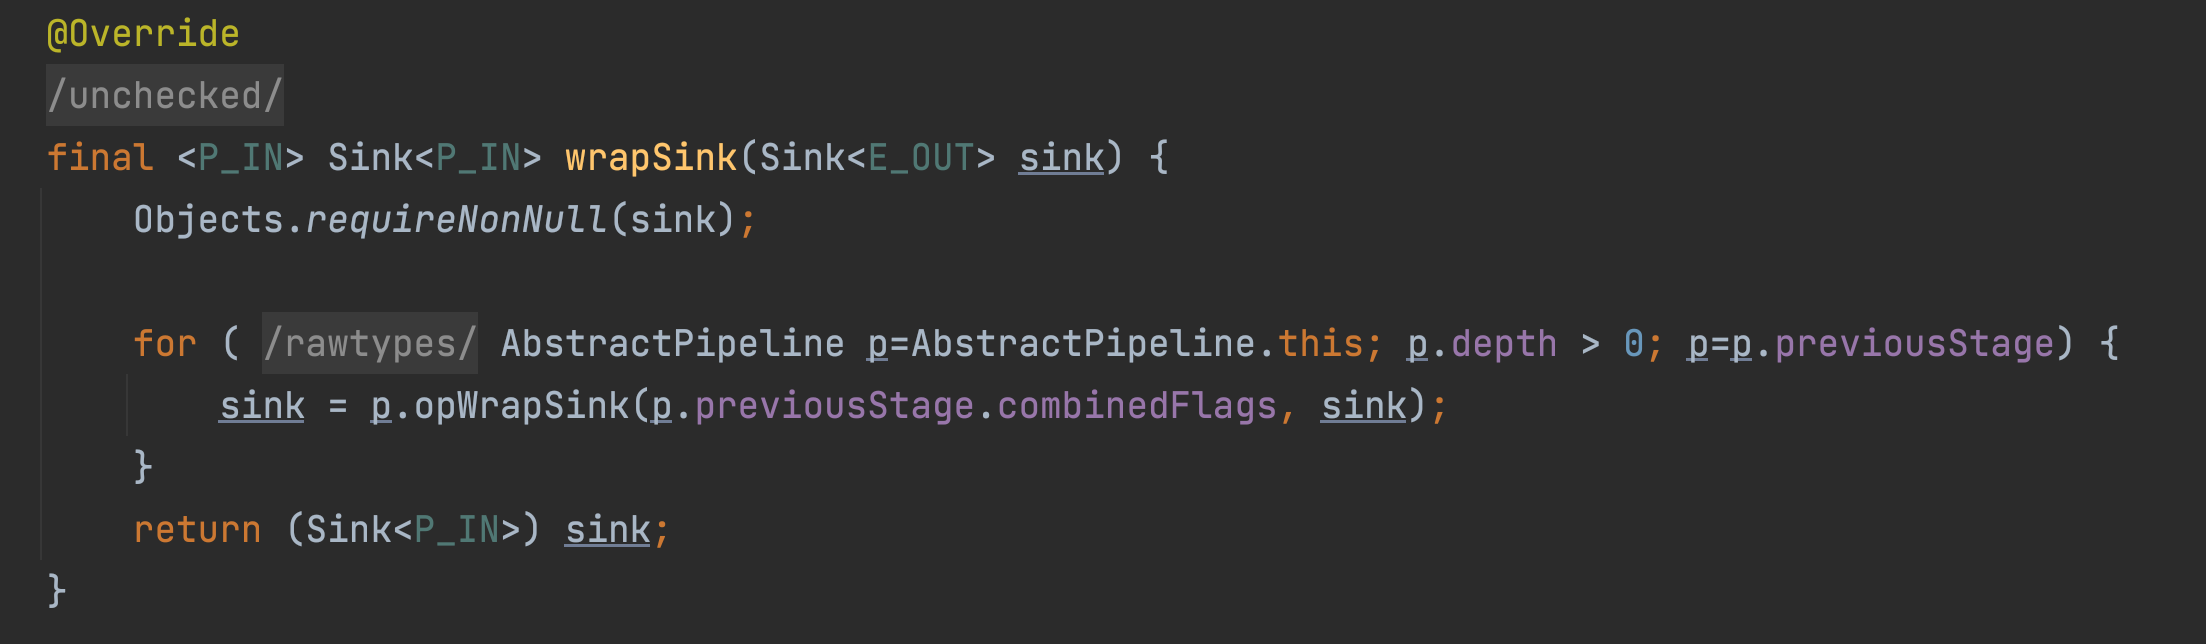 @Override
/unchecked/
final <P_IN> Sink<P_IN> wrapSink(Sink<E_OUT> sink) {
    Objects.requireNonNull(sink);

    for ( /rawtypes/ AbstractPipeline p=AbstractPipeline.this; p.depth > 0; p=p.previousStage) {
        sink = p.opWrapSink(p.previousStage.combinedFlags, sink);
    }
    return (Sink<P_IN>) sink;
}